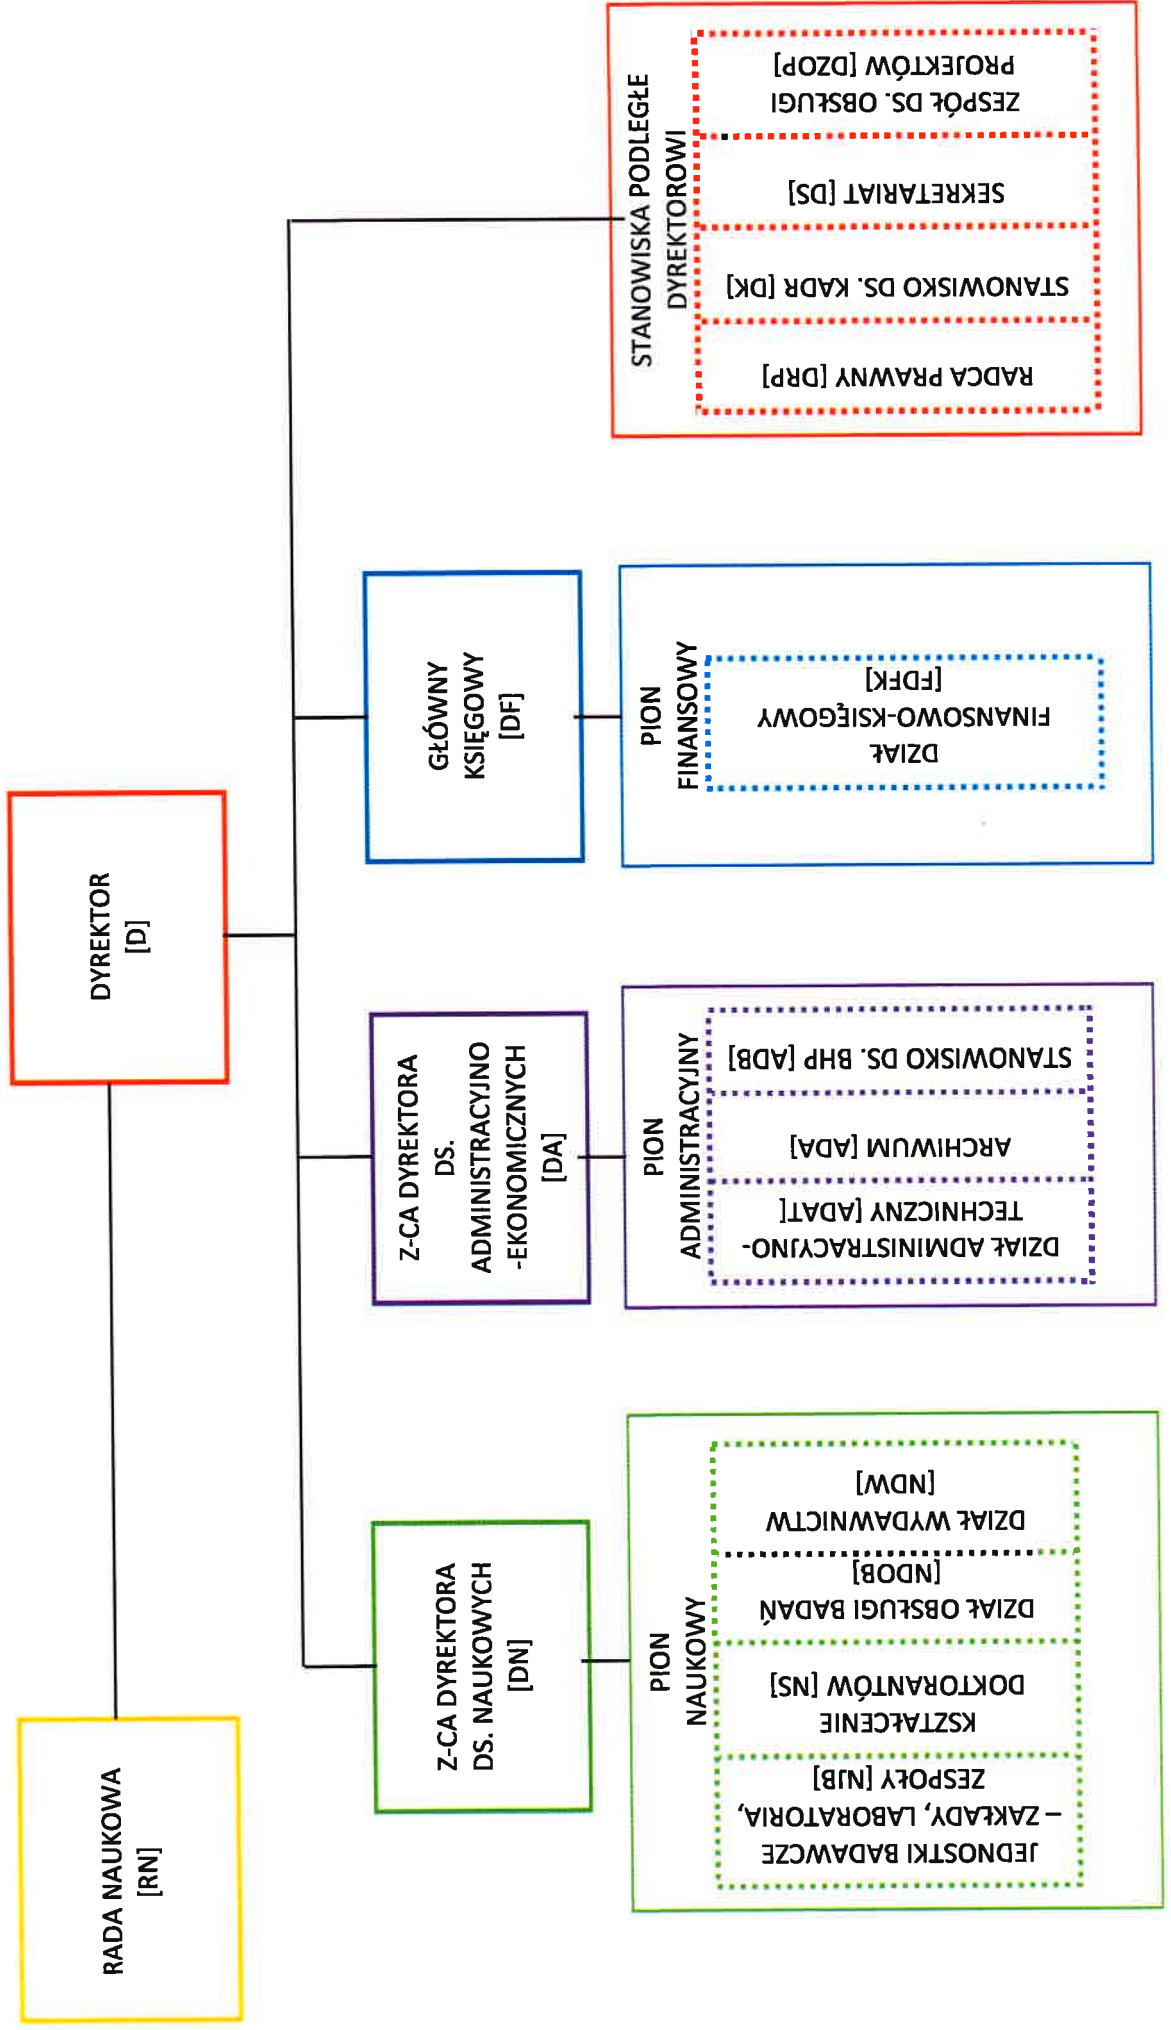 RADA NAUKOWA
[RN]
DYREKTOR
[D]
Z-CA DYREKTORA
DS. NAUKOWYCH
[DN]
Z-CA DYREKTORA
DS.
ADMINISTRACYJNO
-EKONOMICZNYCH
[DA]
GŁÓWNY
KSIĘGOWY
[DF]
PION
NAUKOWY
JEDNOSTKI BADAWCZE
– ZAKŁADY, LABORATORIA,
ZESPOŁY [NJB]
KSZTAŁCENIE
DOKTORANTÓW [NS]
DZIAŁ OBSŁUGI BADAŃ
[NDOB]
DZIAŁ WYDAWNICTW
[NDW]
PION
ADMINISTRACYJNY
DZIAŁ ADMINISTRACYJNO-
TECHNICZNY [ADAT]
ARCHIWUM [ADA]
STANOWISKO DS. BHP [ADB]
PION
FINANSOWY
DZIAŁ
FINANSOWO-KSIĘGOWY
[FDFK]
STANOWISKA PODLEGŁE
DYREKTOROWI
RADCA PRAWNY [DRP]
STANOWISKO DS. KADR [DK]
SEKRETARIAT [DS]
ZESPÓŁ DS. OBSŁUGI
PROJEKTÓW [DZOP]